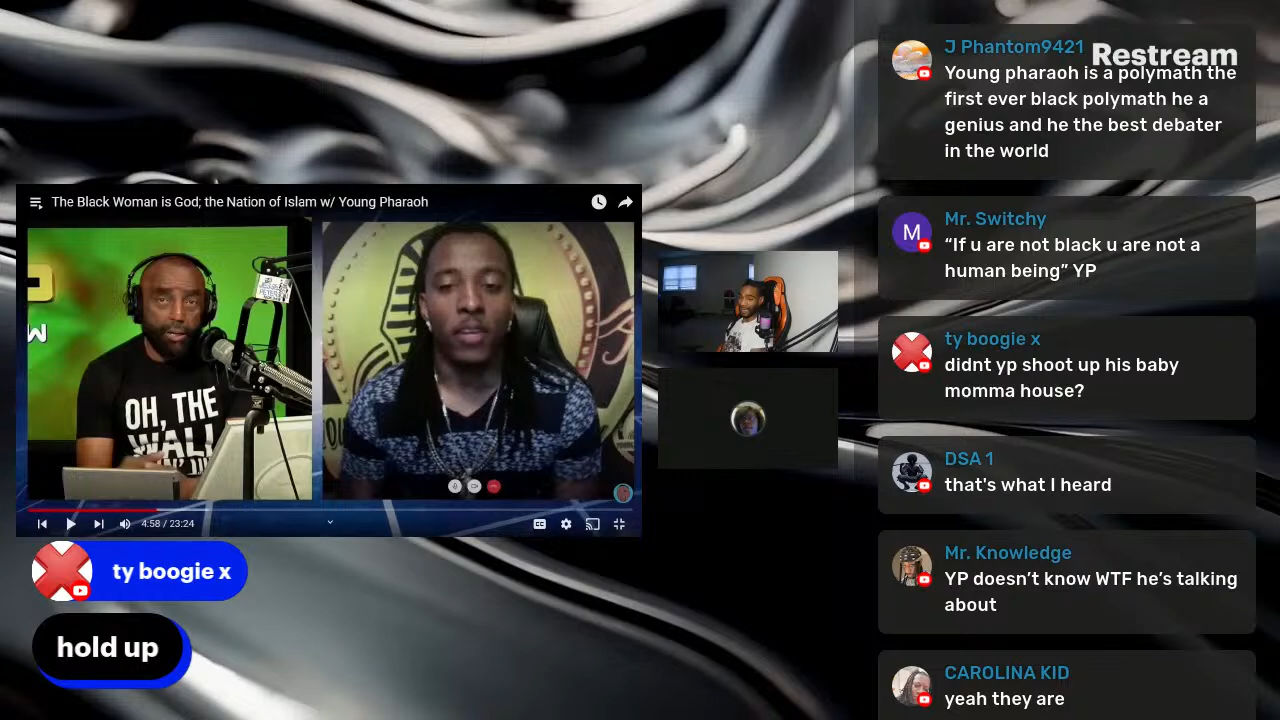 The Black Woman is God; the Nation of Islam w/ Young Pharaoh
OH, THE
WALL
4:58 / 23:24
CC
ty boogie x
hold up
Restream
J Phantom9421
Young pharaoh is a polymath the
first ever black polymath he a
genius and he the best debater
in the world
M
Mr. Switchy
“If u are not black u are not a
human being” YP
ty boogie x
didnt yp shoot up his baby
momma house?
DSA 1
that's what I heard
Mr. Knowledge
YP doesn’t know WTF he’s talking
about
CAROLINA KID
yeah they are